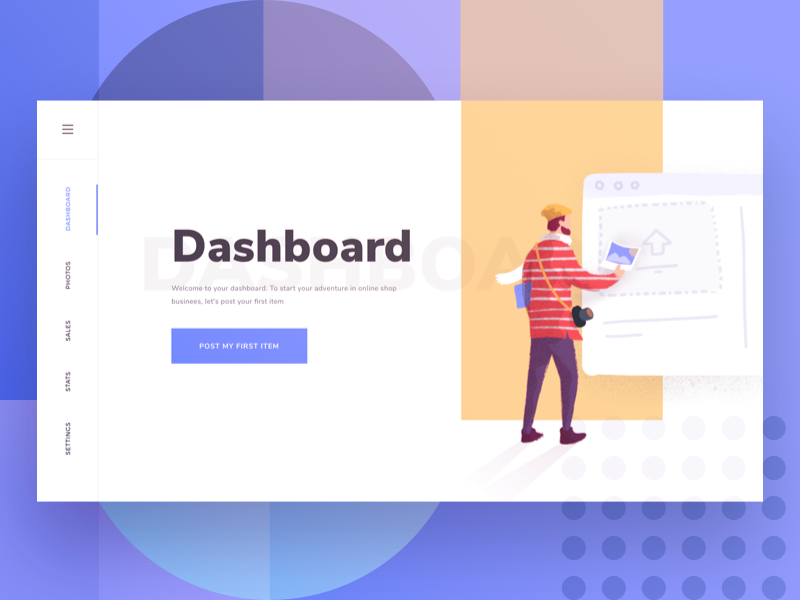 DASHBOARD
PHOTOS
SALES
STATS
SETTINGS
DASHBOA
Dashboard
Welcome to your dashboard. To start your adventure in online shop
businees, let's post your first item
POST MY FIRST ITEM